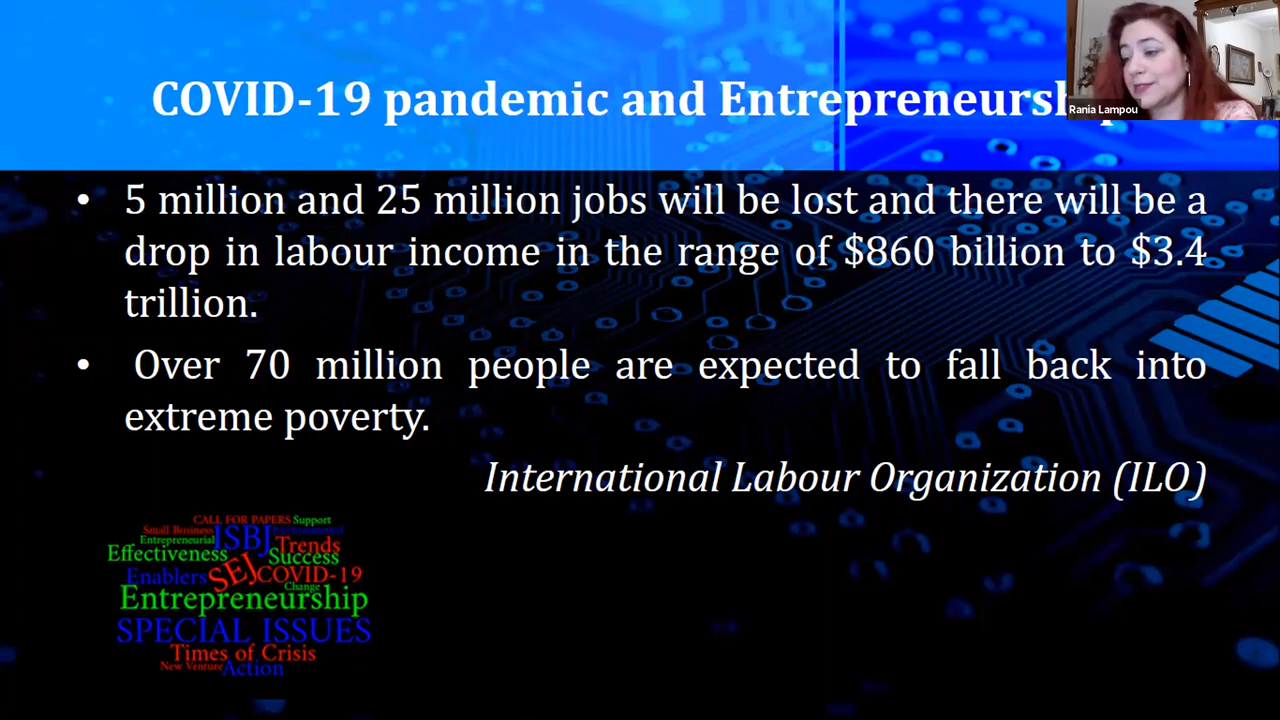 COVID-19 pandemic and Entrepreneursh
Rania Lampou
• 5 million and 25 million jobs will be lost and there will be a
drop in labour income in the range of $860 billion to $3.4
trillion.
• Over 70 million people are expected to fall back into
extreme poverty.
International Labour Organization (ILO)
CALL FOR PAPERS Support
Small Business
Entrepreneurial ISBJ
Effectiveness Trends
Success
Enablers SEJ COVID-19
Change
Entrepreneurship
SPECIAL ISSUES
Times of Crisis
New Venture Action